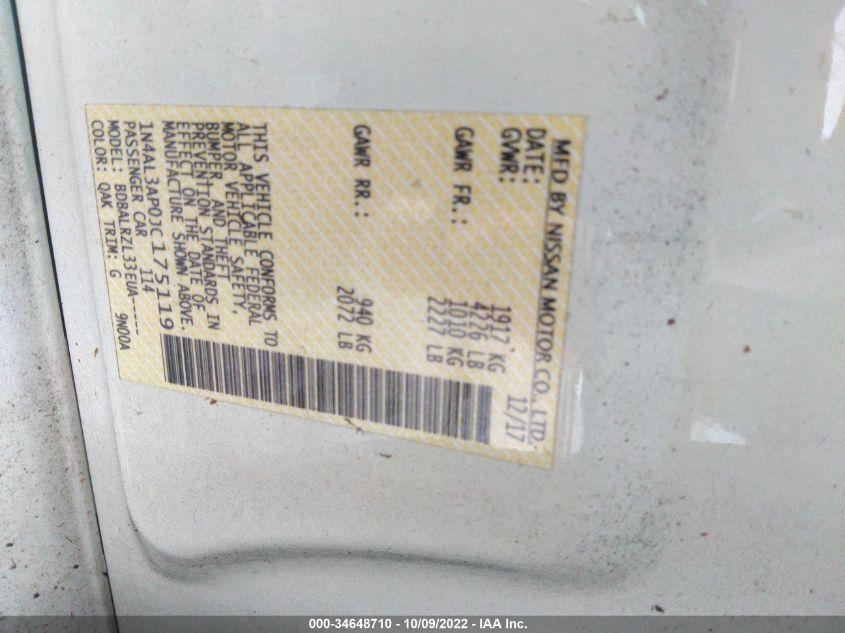 MFD BY NISSAN MOTOR CO., LTD.
DATE: 12/17
GVWR: 1917 KG
4226 LB
GAWR FR.: 1010 KG
2227 LB
GAWR RR.: 940 KG
2072 LB
THIS VEHICLE CONFORMS TO
ALL APPLICABLE FEDERAL
MOTOR VEHICLE SAFETY,
BUMPER, AND THEFT
PREVENTION STANDARDS IN
EFFECT ON THE DATE OF
MANUFACTURE SHOWN ABOVE.
1N4AL3AP0JC175119
PASSENGER CAR 114
MODEL: BDBALRZL33EUA-----
COLOR: QAK TRIM: G 9N00A
000-34648710 - 10/09/2022 - IAA Inc.